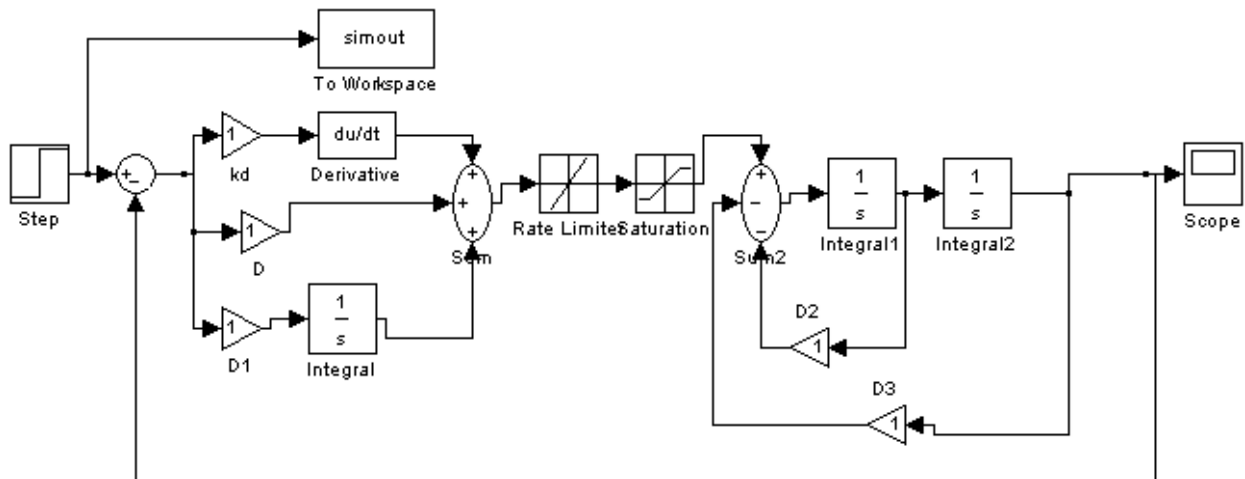 simout
To Workspace
Step
+
−
1
kd
du/dt
Derivative
1
D
1
D1
1
s
Integral
+
+
+
Sum
Rate Limite
Saturation
+
−
−
Sum2
1
s
Integral1
1
s
Integral2
Scope
D2
1
D3
1